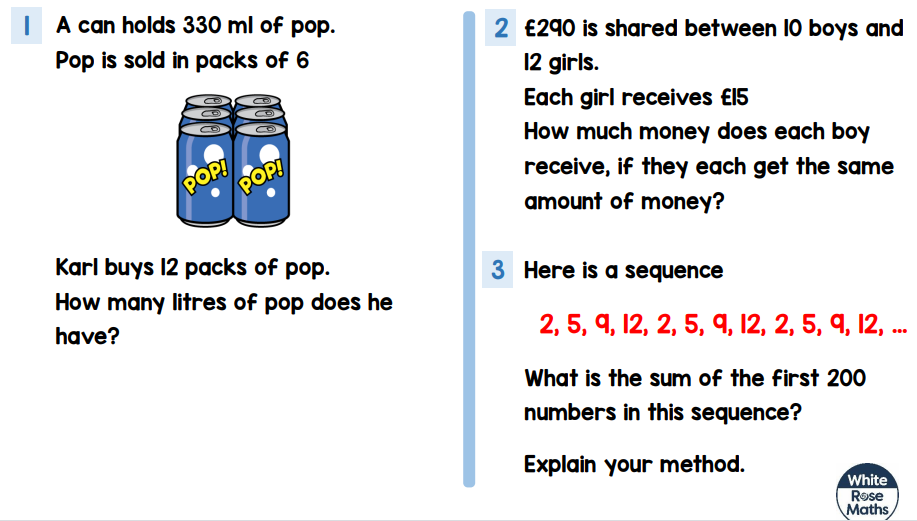 1 A can holds 330 ml of pop.
Pop is sold in packs of 6
POP! POP!
Karl buys 12 packs of pop.
How many litres of pop does he
have?
2 £290 is shared between 10 boys and
12 girls.
Each girl receives £15
How much money does each boy
receive, if they each get the same
amount of money?
3 Here is a sequence
2, 5, 9, 12, 2, 5, 9, 12, 2, 5, 9, 12, ...
What is the sum of the first 200
numbers in this sequence?
Explain your method.
White
Rose
Maths